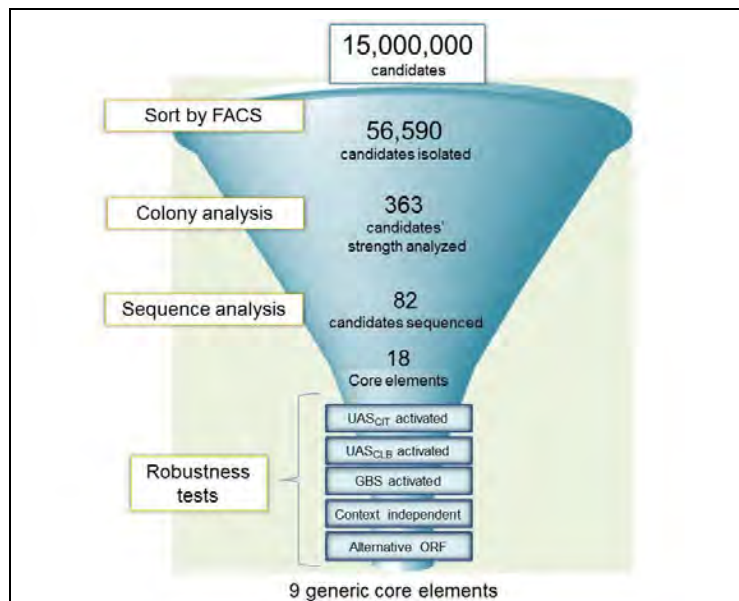 15,000,000
candidates
Sort by FACS
56,590
candidates isolated
Colony analysis
363
candidates'
strength analyzed
Sequence analysis
82
candidates sequenced
18
Core elements
Robustness
tests
UAS_CIT activated
UAS_CLB activated
GBS activated
Context independent
Alternative ORF
9 generic core elements